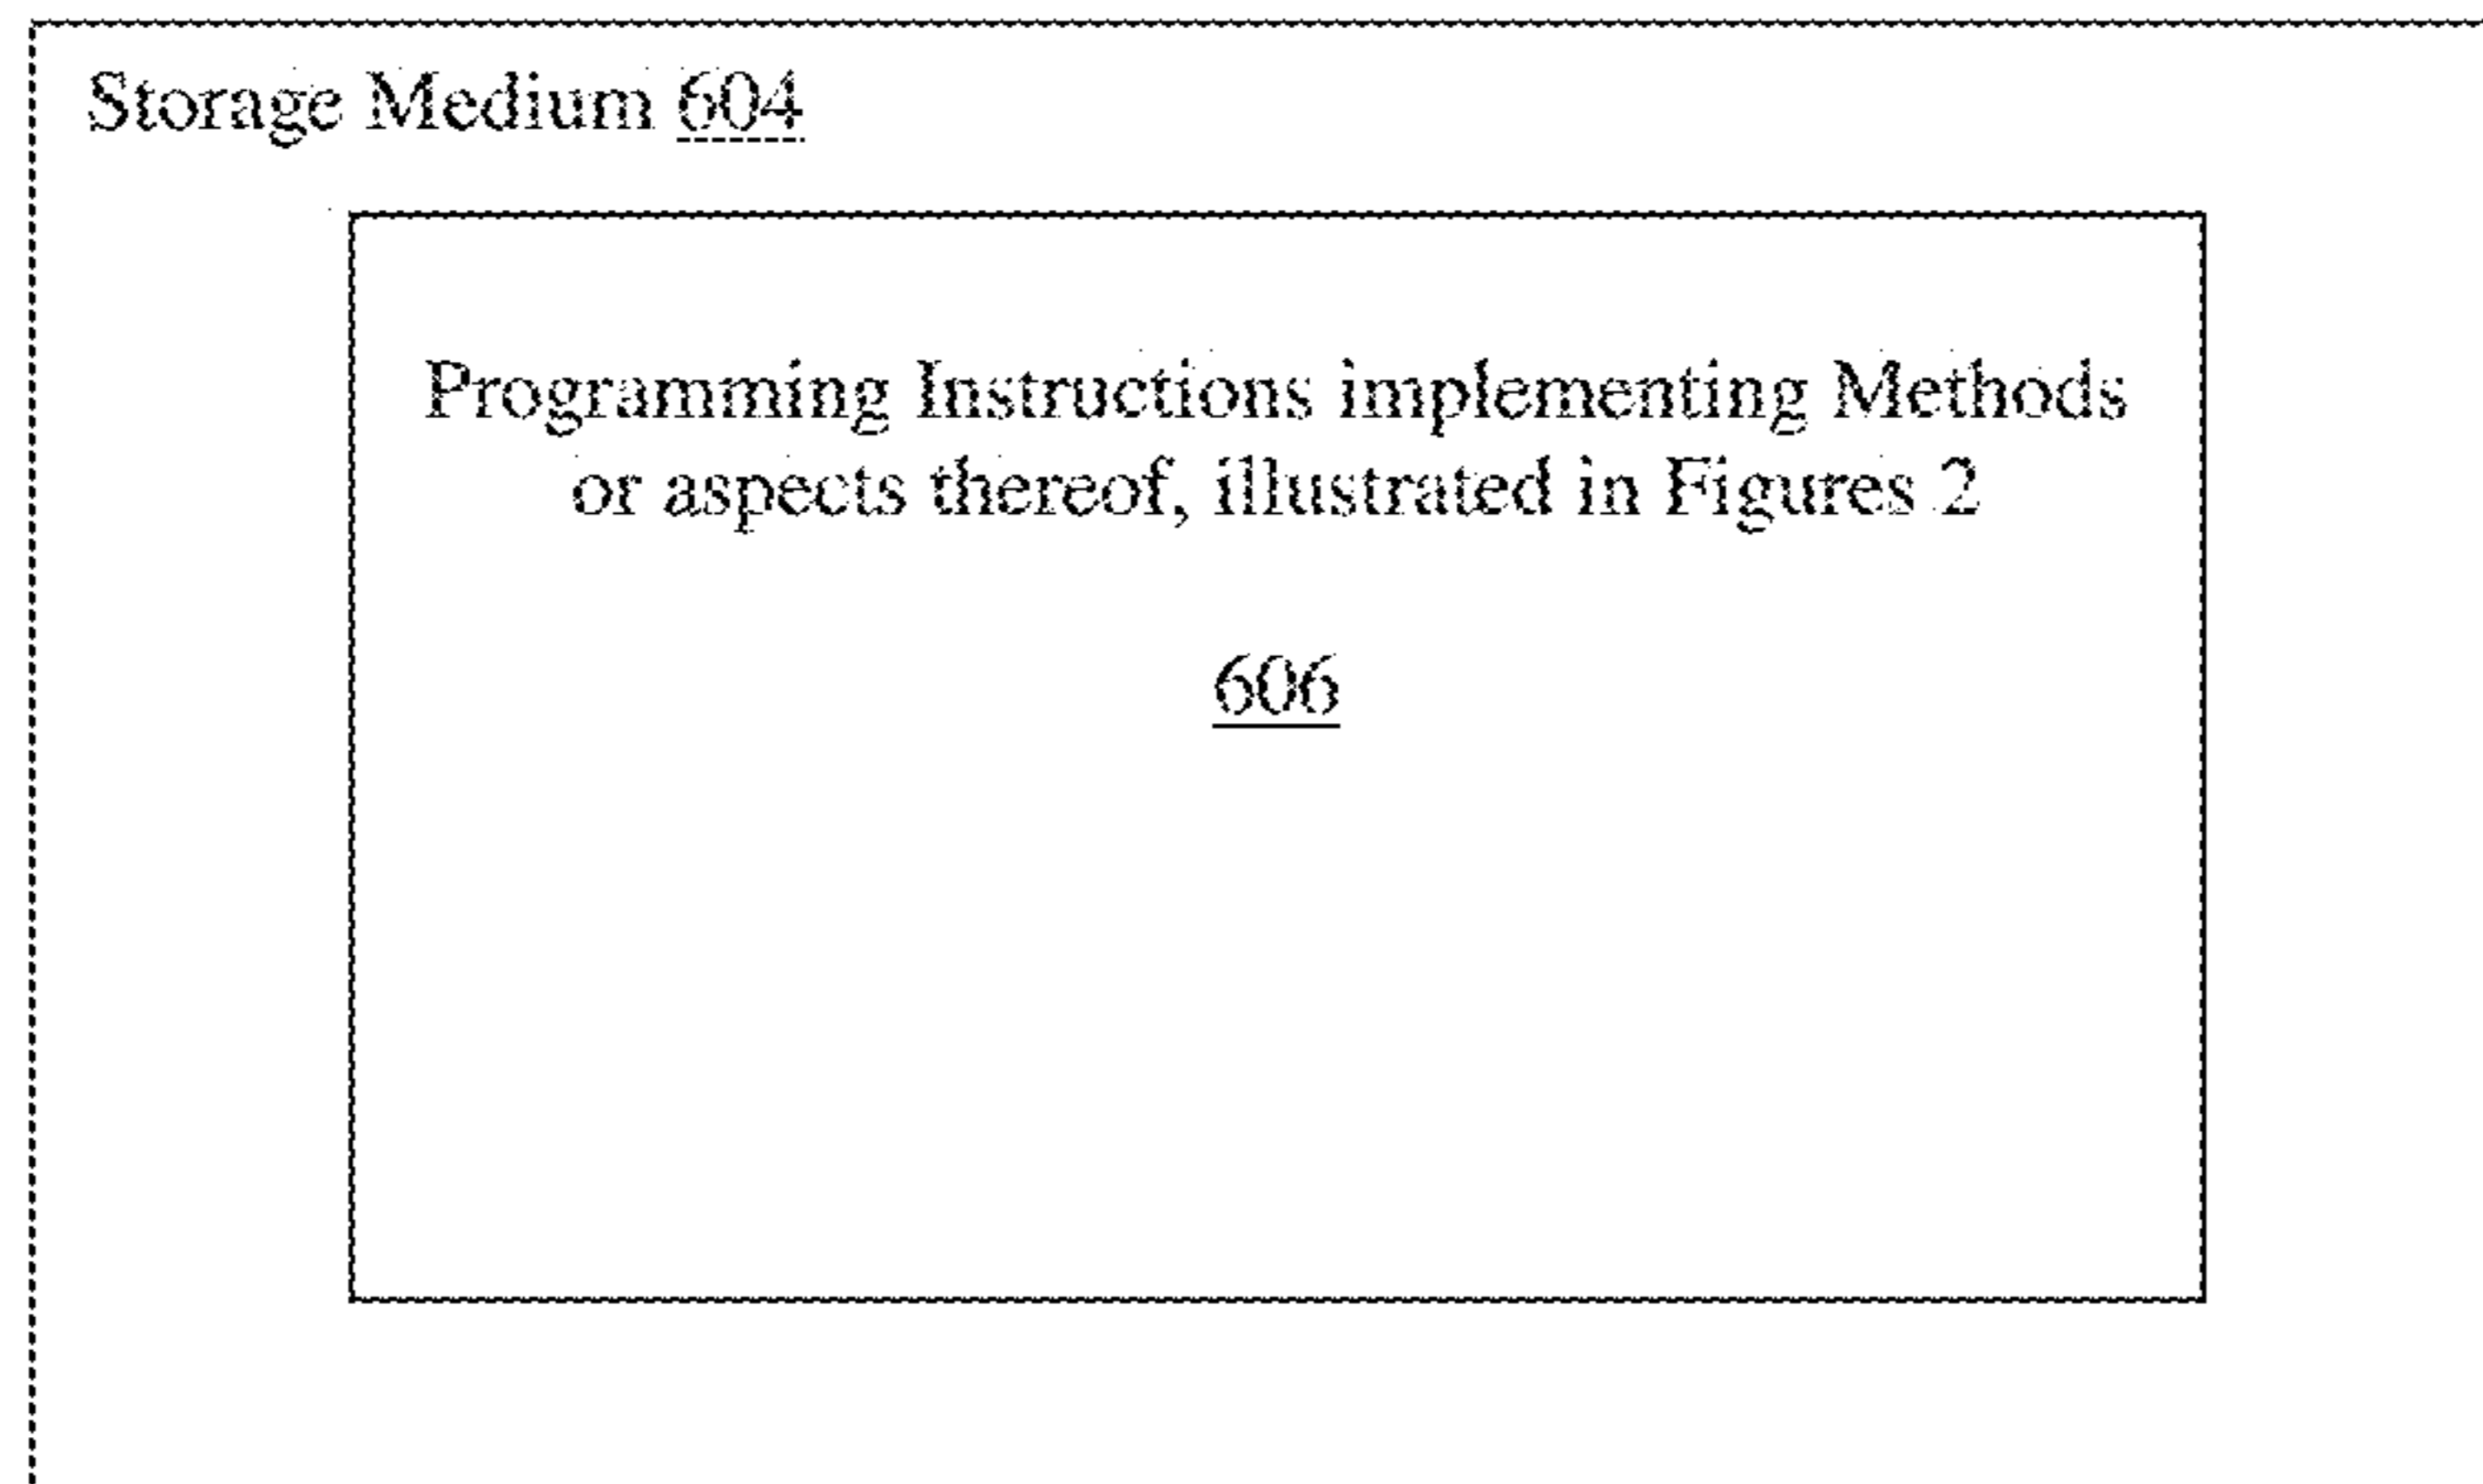 Storage Medium 604
Programming Instructions implementing Methods
or aspects thereof, illustrated in Figures 2
606